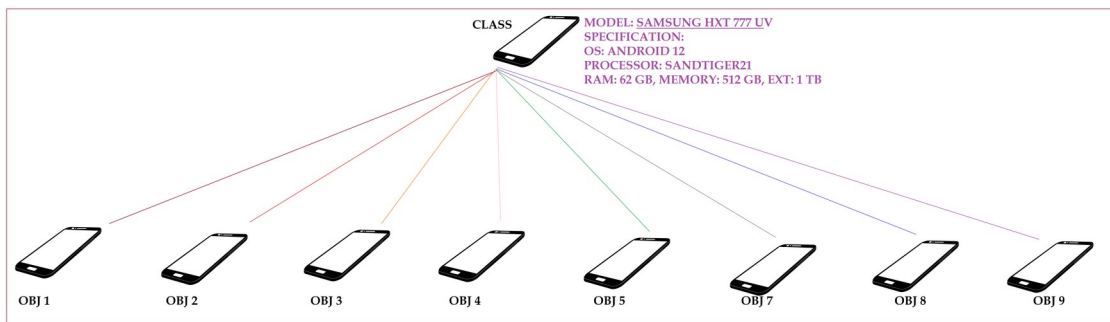 CLASS
MODEL: SAMSUNG HXT 777 UV
SPECIFICATION:
OS: ANDROID 12
PROCESSOR: SANDTIGER21
RAM: 62 GB, MEMORY: 512 GB, EXT: 1 TB
OBJ 1
OBJ 2
OBJ 3
OBJ 4
OBJ 5
OBJ 7
OBJ 8
OBJ 9